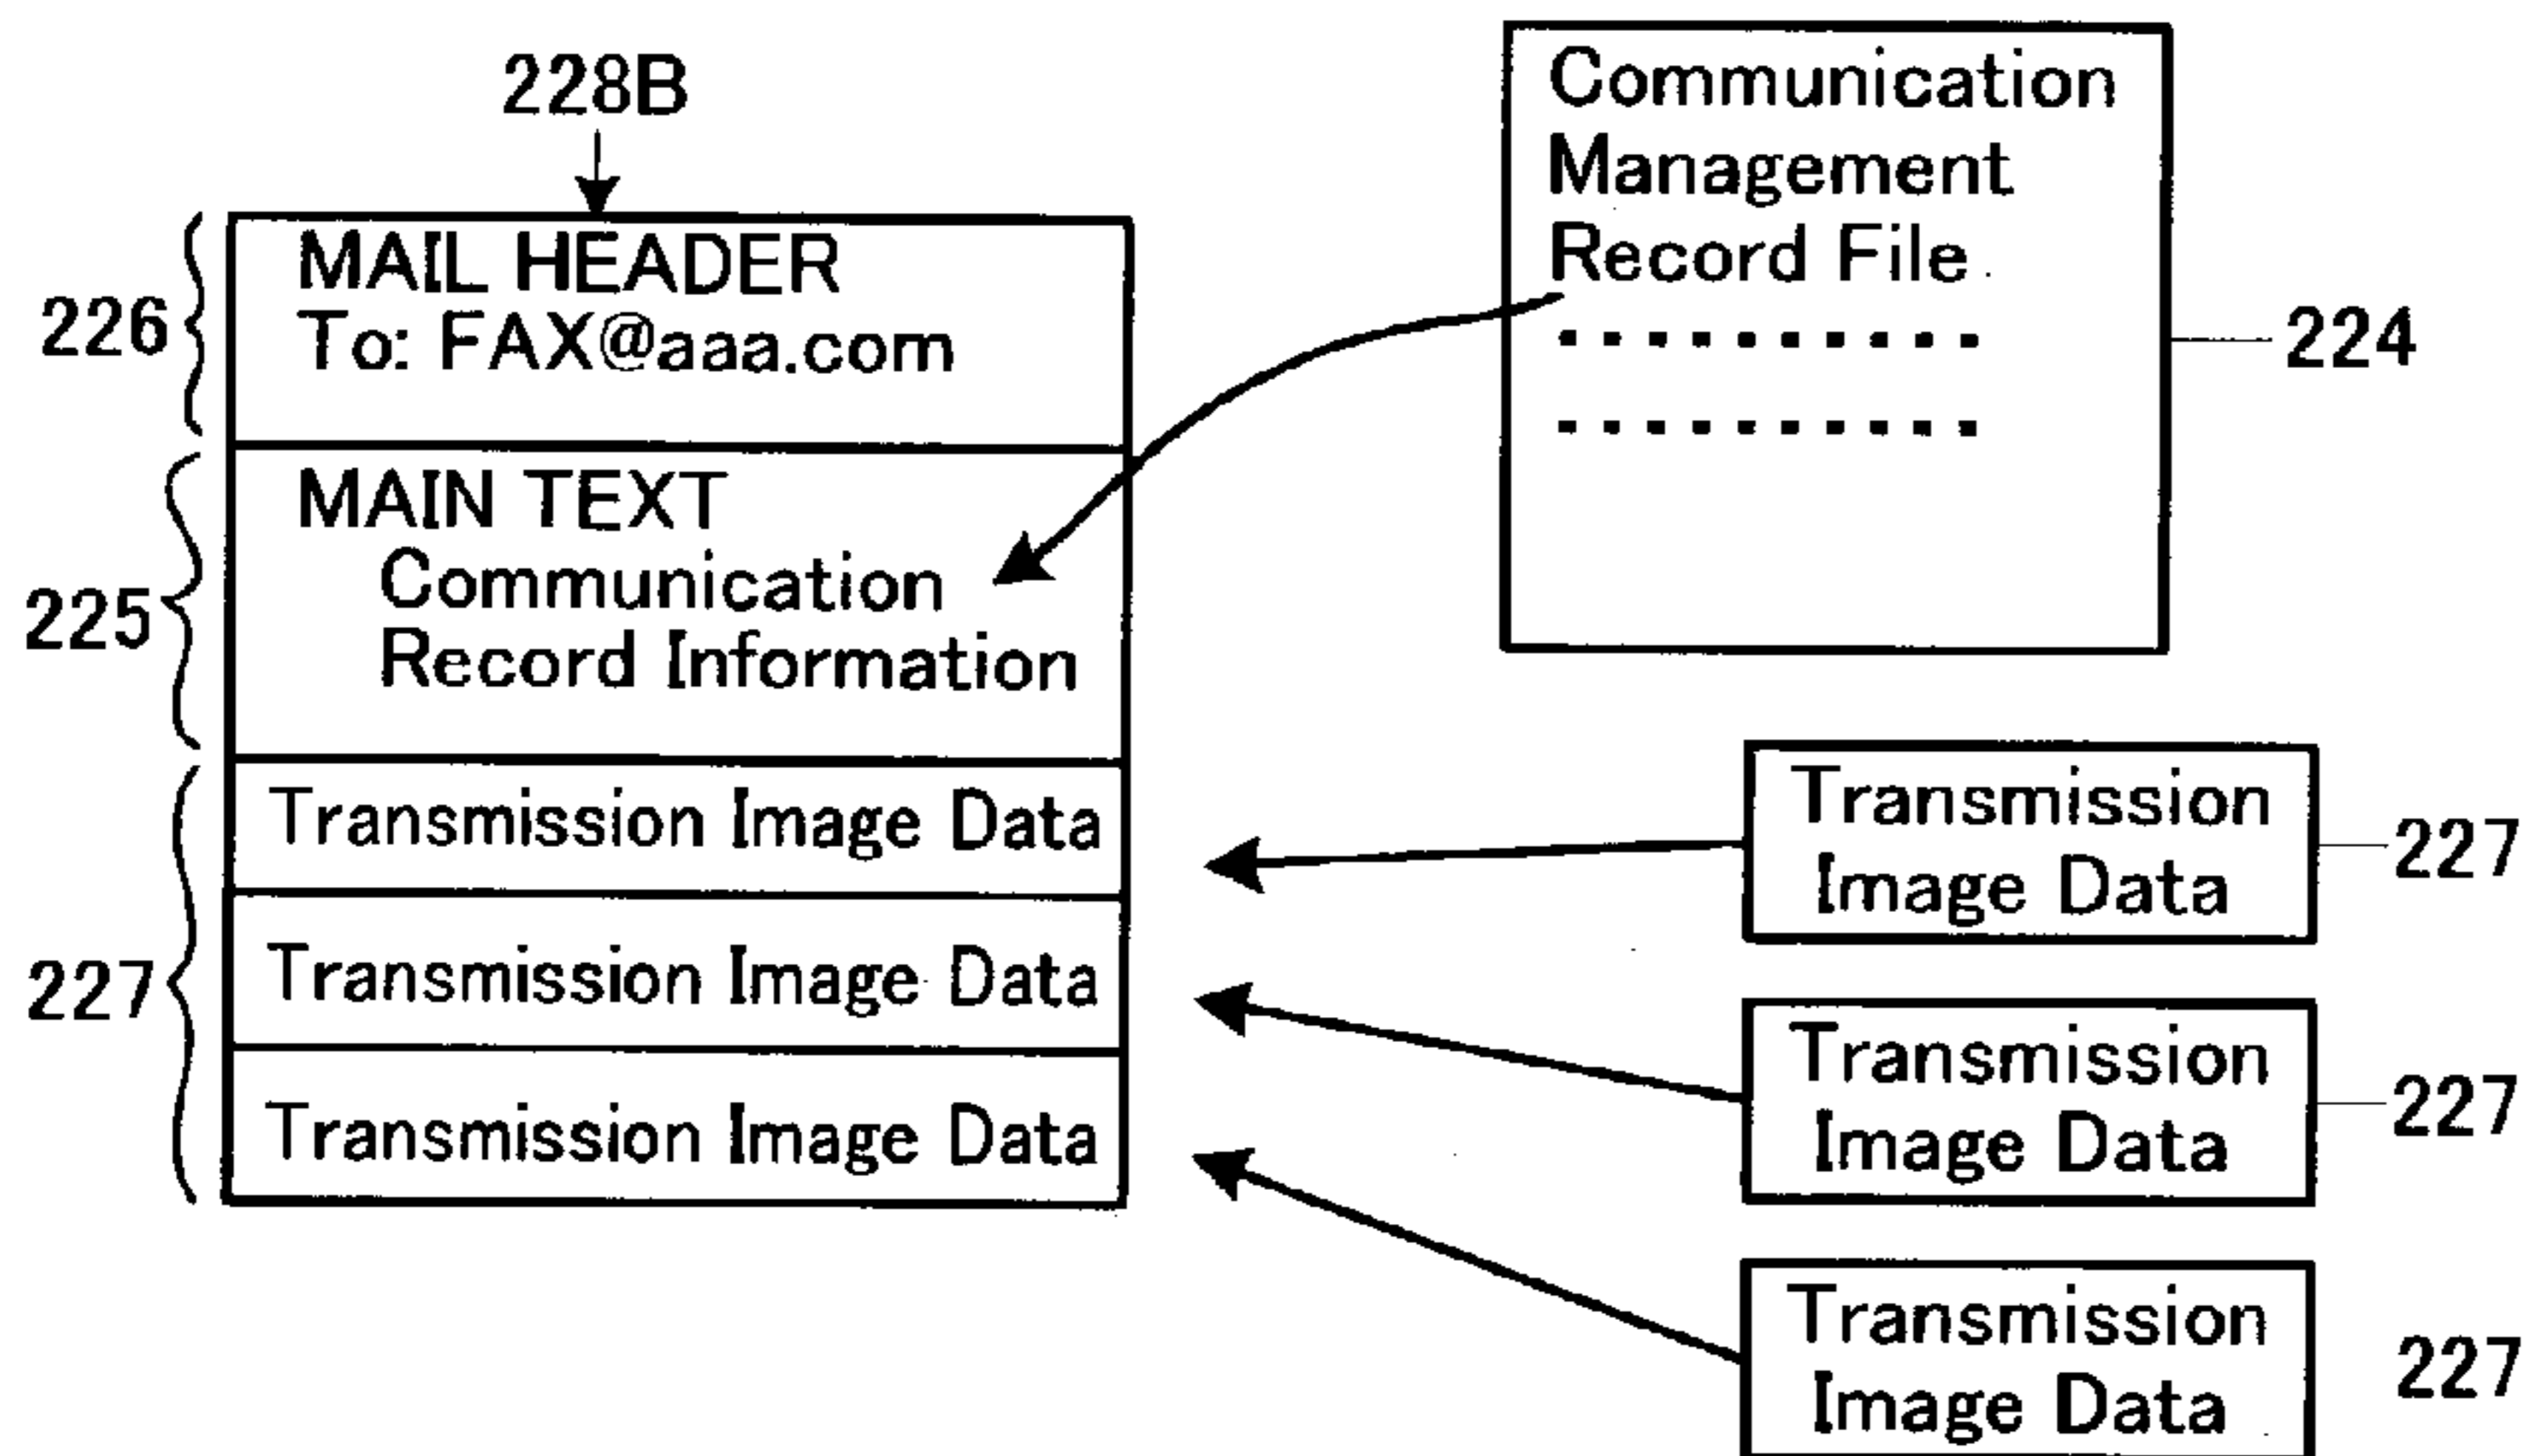 228B
226
MAIL HEADER
To: FAX@aaa.com
225
MAIN TEXT
Communication
Record Information
227
Transmission Image Data
Transmission Image Data
Transmission Image Data
Communication
Management
Record File
224
Transmission
Image Data
227
Transmission
Image Data
227
Transmission
Image Data
227